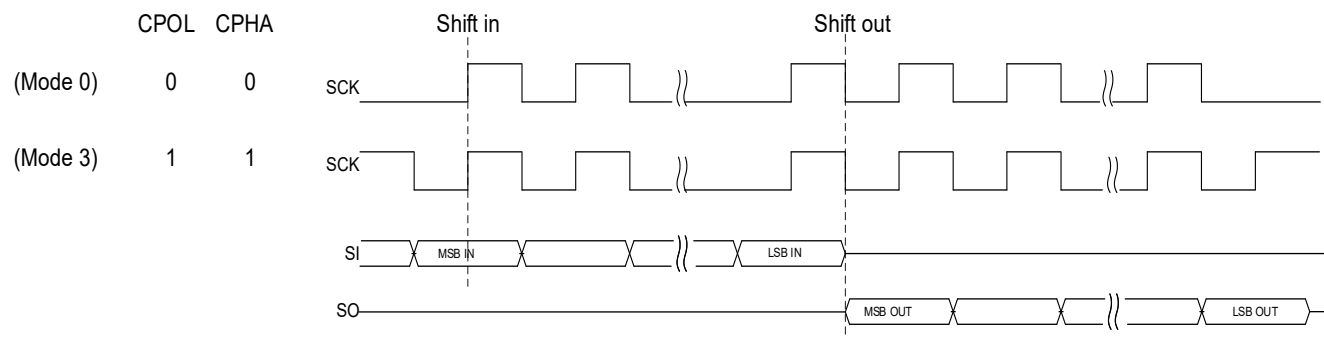 CPOL CPHA Shift in Shift out
(Mode 0) 0 0 SCK
(Mode 3) 1 1 SCK
SI MSB IN LSB IN
SO MSB OUT LSB OUT